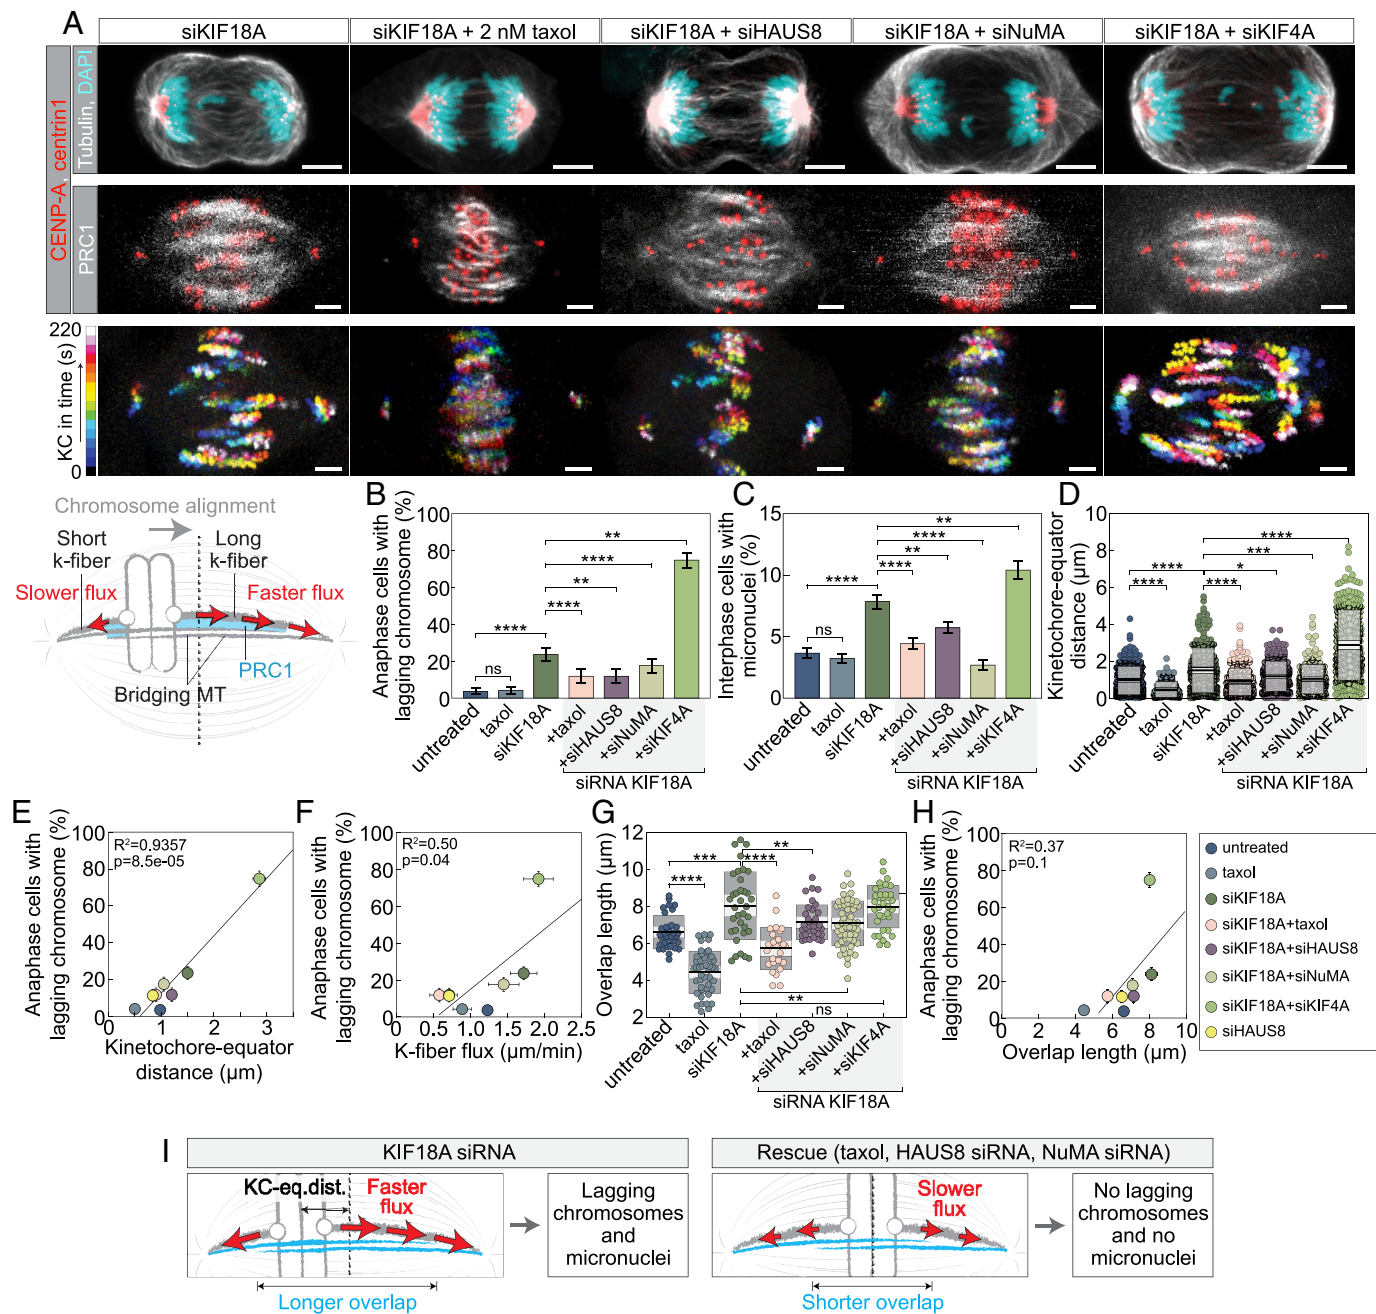 A
siKIF18A
siKIF18A + 2 nM taxol
siKIF18A + siHAUS8
siKIF18A + siNuMA
siKIF18A + siKIF4A
CENP-A, centrin1
Tubulin, DAPI
PRC1
220
KC in time (s)
0
Chromosome alignment
Short
k-fiber
Long
k-fiber
Slower flux
Faster flux
PRC1
Bridging MT
B
Anaphase cells with
lagging chromosome (%)
100
80
60
40
20
0
**
****
**
****
****
ns
untreated
taxol
siKIF18A
+taxol
+siHAUS8
+siNuMA
+siKIF4A
siRNA KIF18A
C
Interphase cells with
micronuclei (%)
15
10
5
0
**
****
**
****
****
ns
untreated
taxol
siKIF18A
+taxol
+siHAUS8
+siNuMA
+siKIF4A
siRNA KIF18A
D
Kinetochore-equator
distance (μm)
10
8
6
4
2
0
****
***
****
*
****
****
untreated
taxol
siKIF18A
+taxol
+siHAUS8
+siNuMA
+siKIF4A
siRNA KIF18A
E
Anaphase cells with
lagging chromosome (%)
100
80
60
40
20
0
R²=0.9357
p=8.5e-05
0
1
2
3
Kinetochore-equator
distance (μm)
F
Anaphase cells with
lagging chromosome (%)
100
80
60
40
20
0
R²=0.50
p=0.04
0
0.5
1.0
1.5
2.0
2.5
K-fiber flux (μm/min)
G
Overlap length (μm)
12
10
8
6
4
2
**
***
****
****
**
ns
untreated
taxol
siKIF18A
+taxol
+siHAUS8
+siNuMA
+siKIF4A
siRNA KIF18A
H
Anaphase cells with
lagging chromosome (%)
100
80
60
40
20
0
R²=0.37
p=0.1
0
2
4
6
8
10
Overlap length (μm)
untreated
taxol
siKIF18A
siKIF18A+taxol
siKIF18A+siHAUS8
siKIF18A+siNuMA
siKIF18A+siKIF4A
siHAUS8
I
KIF18A siRNA
KC-eq.dist.
Faster
flux
Longer overlap
Lagging
chromosomes
and
micronuclei
Rescue (taxol, HAUS8 siRNA, NuMA siRNA)
Slower
flux
Shorter overlap
No lagging
chromosomes
and no
micronuclei